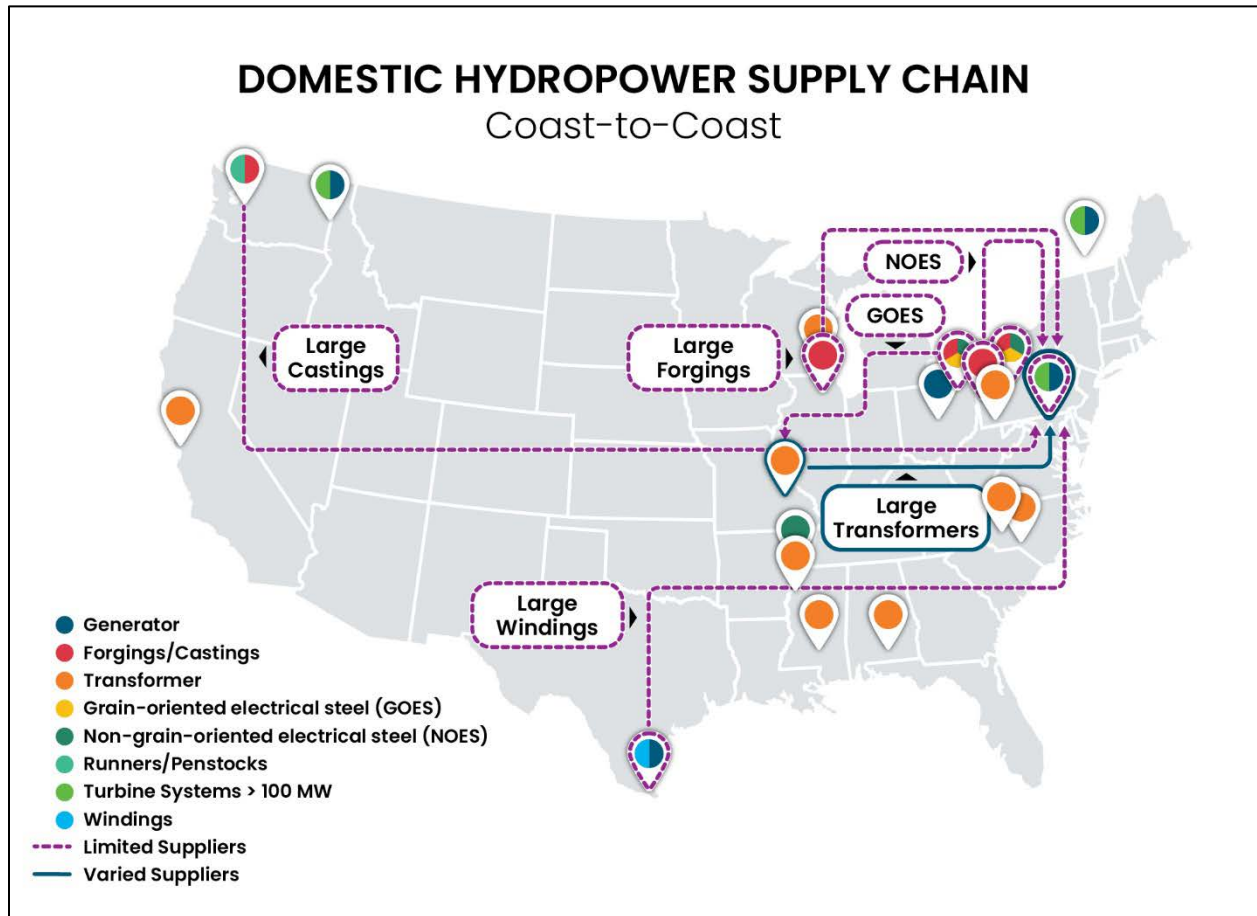 DOMESTIC HYDROPOWER SUPPLY CHAIN
Coast-to-Coast
NOES
GOES
Large
Castings
Large
Forgings
Large
Transformers
Large
Windings
Generator
Forgings/Castings
Transformer
Grain-oriented electrical steel (GOES)
Non-grain-oriented electrical steel (NOES)
Runners/Penstocks
Turbine Systems > 100 MW
Windings
Limited Suppliers
Varied Suppliers